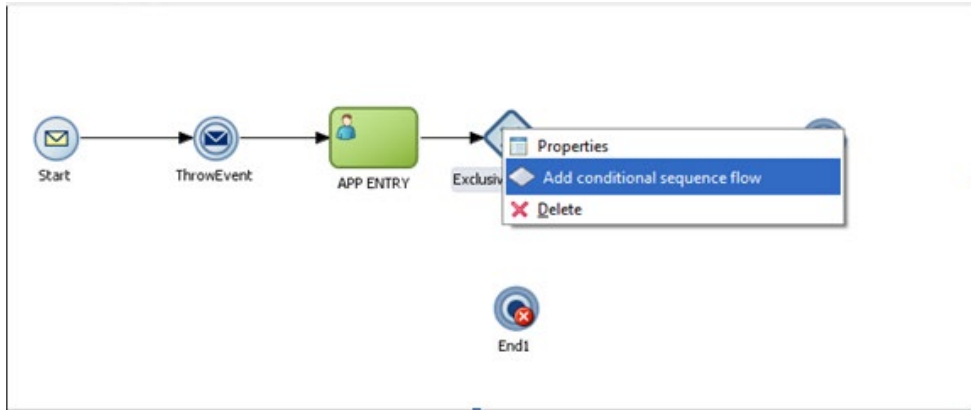 Start
ThrowEvent
APP ENTRY
Exclusiv
Properties
Add conditional sequence flow
Delete
End1